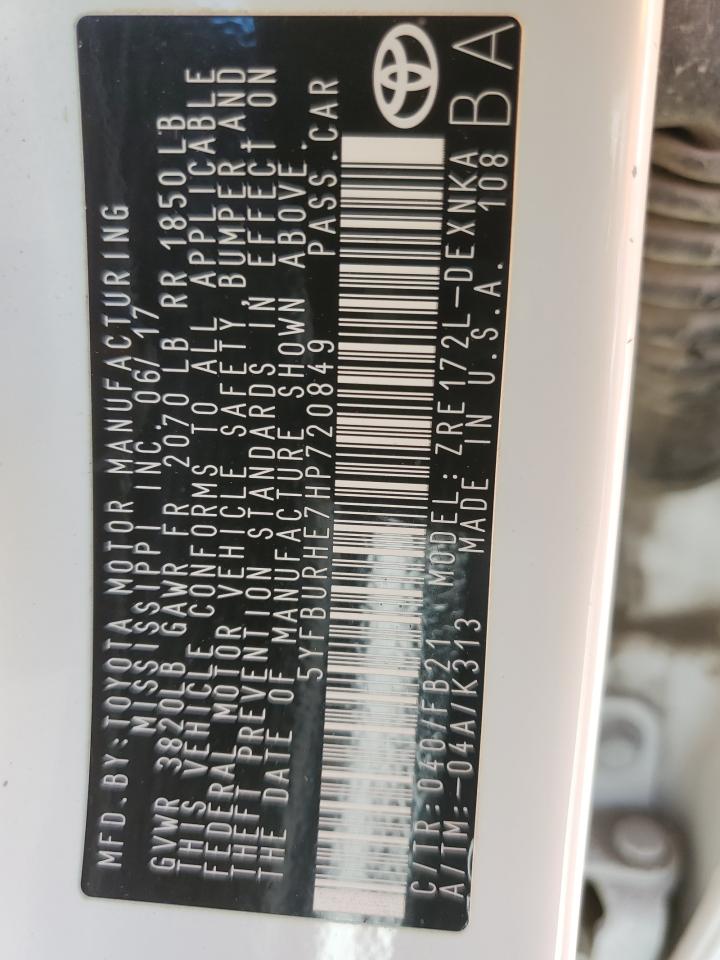 MFD.BY:TOYOTA MOTOR MANUFACTURING
MISSISSIPPI INC.06/ 17
GVWR 3820LB GAWR FR 2070 LB RR 1850LB
THIS VEHICLE CONFORMS TO ALL APPLICABLE
FEDERAL MOTOR VEHICLE SAFETY, BUMPER AND
THEFT PREVENTION STANDARDS IN EFFECT ON
THE DATE OF MANUFACTURE SHOWN ABOVE.
5YFBURHE7HP720849 PASS.CAR
C/TR:040/FB21 MODEL: ZRE172L-DEXNKA
A/TM:-04A/K313 MADE IN U.S.A. 108
BA